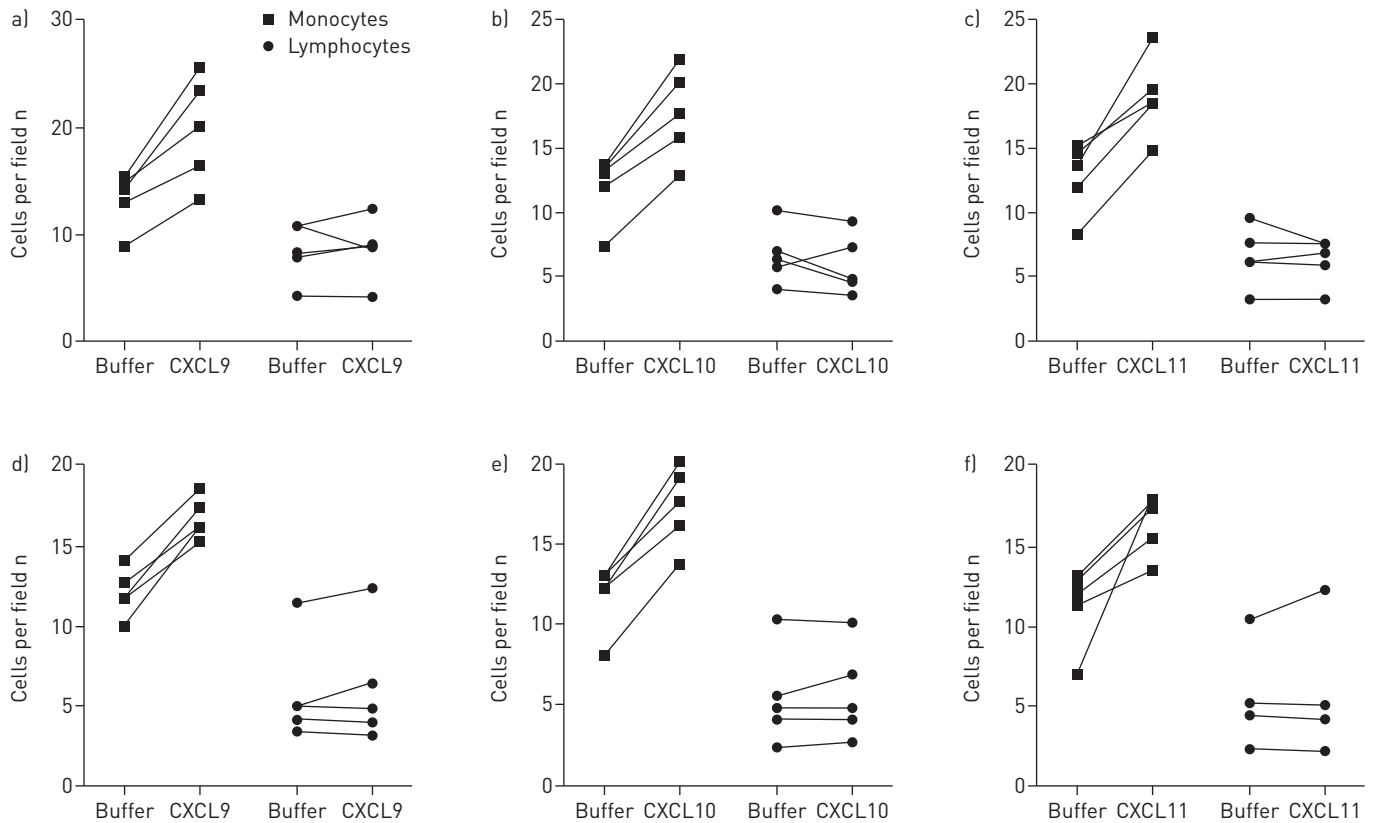 a)
30
20
10
0
Cells per field n
Monocytes
Lymphocytes
Buffer CXCL9 Buffer CXCL9
b)
25
20
15
10
5
0
Cells per field n
Buffer CXCL10 Buffer CXCL10
c)
25
20
15
10
5
0
Cells per field n
Buffer CXCL11 Buffer CXCL11
d)
20
15
10
5
0
Cells per field n
Buffer CXCL9 Buffer CXCL9
e)
20
15
10
5
0
Cells per field n
Buffer CXCL10 Buffer CXCL10
f)
20
15
10
5
0
Cells per field n
Buffer CXCL11 Buffer CXCL11